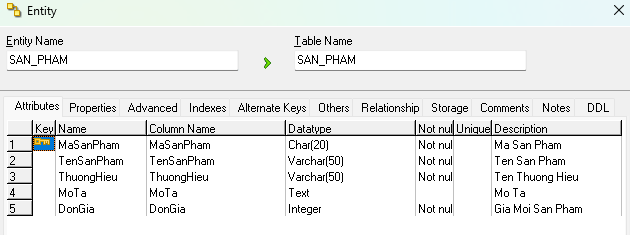 Entity
Entity Name Table Name
SAN_PHAM SAN_PHAM
Attributes Properties Advanced Indexes Alternate Keys Others Relationship Storage Comments Notes DDL
Key Name Column Name Datatype Not nul Unique Description
1 MaSanPham MaSanPham Char(20) Not nul Ma San Pham
2 TenSanPham TenSanPham Varchar(50) Not nul Ten San Pham
3 ThuongHieu ThuongHieu Varchar(50) Not nul Ten Thuong Hieu
4 MoTa MoTa Text Mo Ta
5 DonGia DonGia Integer Not nul Gia Moi San Pham